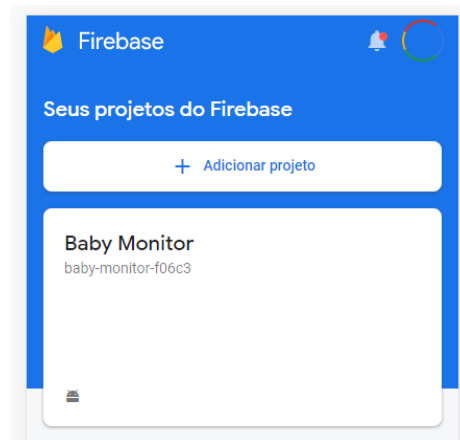 Firebase
Seus projetos do Firebase
+ Adicionar projeto
Baby Monitor
baby-monitor-f06c3